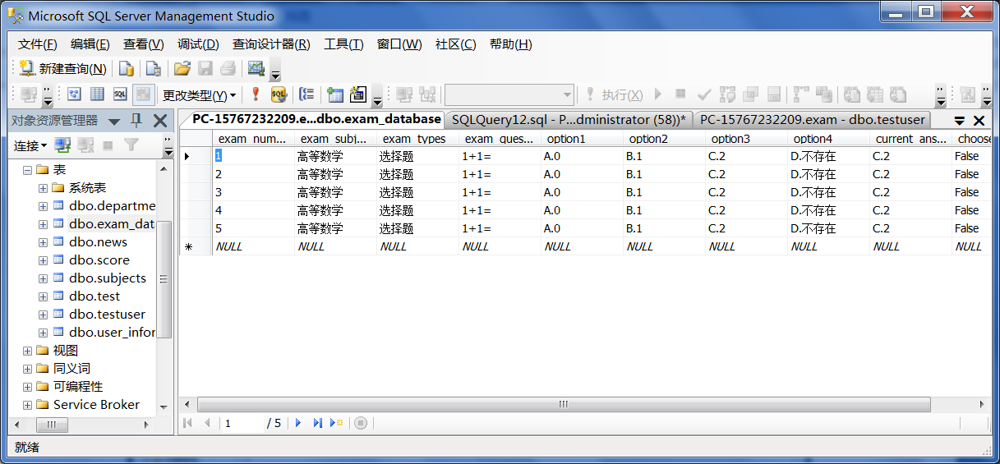 Microsoft SQL Server Management Studio
文件(F) 编辑(E) 查看(V) 调试(D) 查询设计器(R) 工具(T) 窗口(W) 社区(C) 帮助(H)
新建查询(N)
SQL 更改类型(Y) SQL 执行(X)
对象资源管理器
PC-15767232209.e...dbo.exam_database SQLQuery12.sql - P...dministrator (58))* PC-15767232209.exam - dbo.testuser
连接
exam_num... exam_subj... exam_types exam_ques... option1 option2 option3 option4 current_ans... choose
1 高等数学 选择题 1+1= A.0 B.1 C.2 D.不存在 C.2 False
2 高等数学 选择题 1+1= A.0 B.1 C.2 D.不存在 C.2 False
3 高等数学 选择题 1+1= A.0 B.1 C.2 D.不存在 C.2 False
4 高等数学 选择题 1+1= A.0 B.1 C.2 D.不存在 C.2 False
5 高等数学 选择题 1+1= A.0 B.1 C.2 D.不存在 C.2 False
NULL NULL NULL NULL NULL NULL NULL NULL NULL NULL
表
系统表
dbo.departme
dbo.exam_dat
dbo.news
dbo.score
dbo.subjects
dbo.test
dbo.testuser
dbo.user_infor
视图
同义词
可编程性
Service Broker
1 / 5
就绪